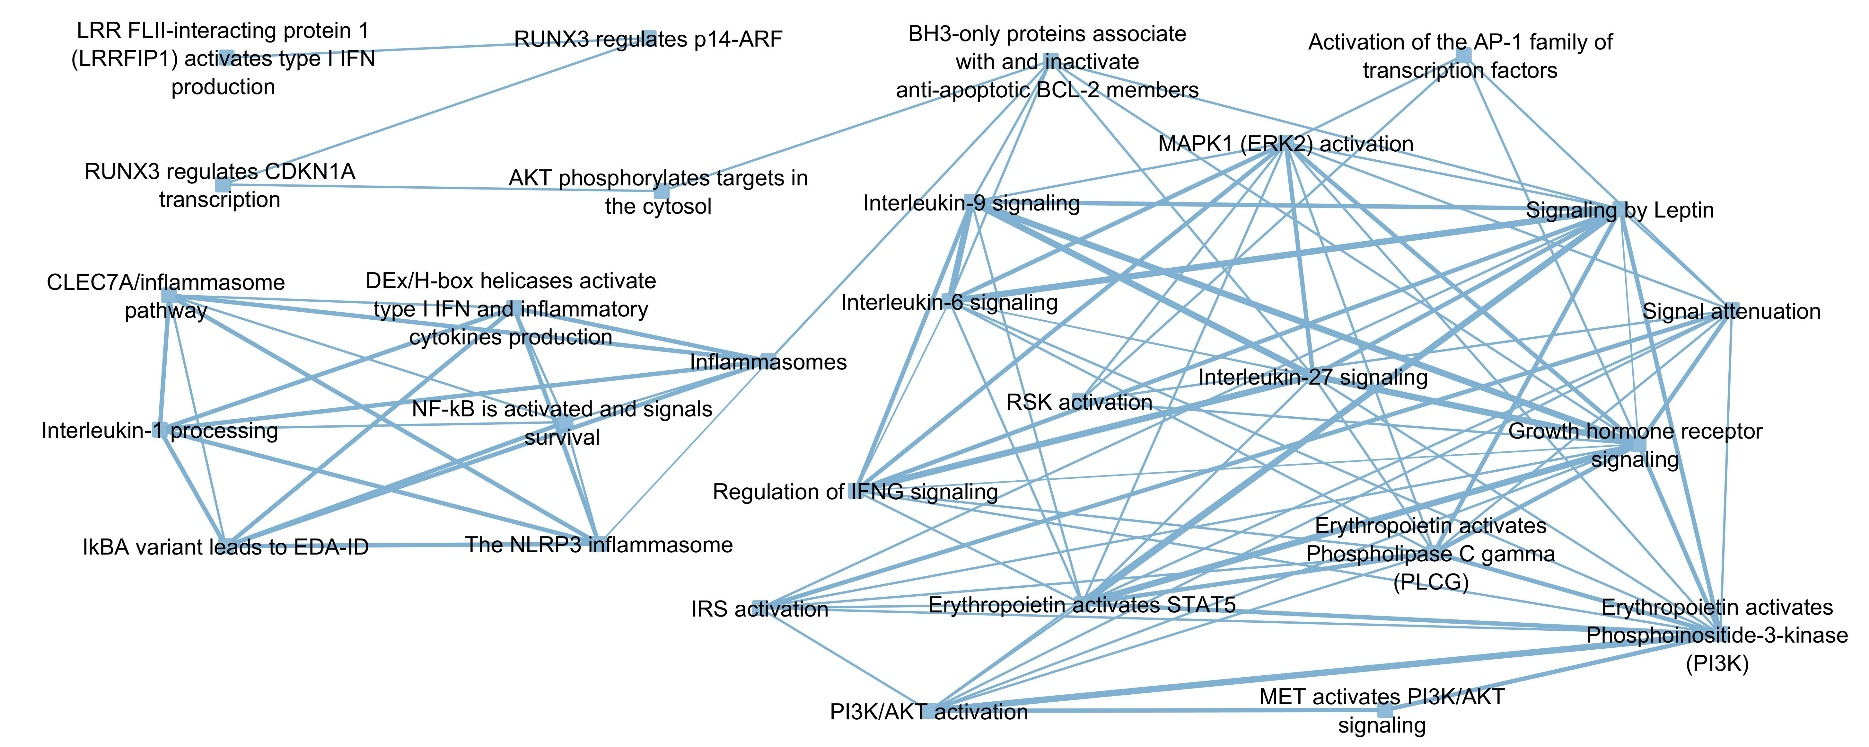 LRR FLII-interacting protein 1
(LRRFIP1) activates type I IFN
production
RUNX3 regulates p14-ARF
BH3-only proteins associate
with and inactivate
anti-apoptotic BCL-2 members
Activation of the AP-1 family of
transcription factors
MAPK1 (ERK2) activation
RUNX3 regulates CDKN1A
transcription
AKT phosphorylates targets in
the cytosol
Interleukin-9 signaling
Signaling by Leptin
CLEC7A/inflammasome
pathway
DEx/H-box helicases activate
type I IFN and inflammatory
cytokines production
Interleukin-6 signaling
Signal attenuation
Inflammasomes
Interleukin-27 signaling
RSK activation
NF-kB is activated and signals
survival
Interleukin-1 processing
Growth hormone receptor
signaling
Regulation of IFNG signaling
IkBA variant leads to EDA-ID
The NLRP3 inflammasome
Erythropoietin activates
Phospholipase C gamma
(PLCG)
IRS activation
Erythropoietin activates STAT5
Erythropoietin activates
Phosphoinositide-3-kinase
(PI3K)
PI3K/AKT activation
MET activates PI3K/AKT
signaling